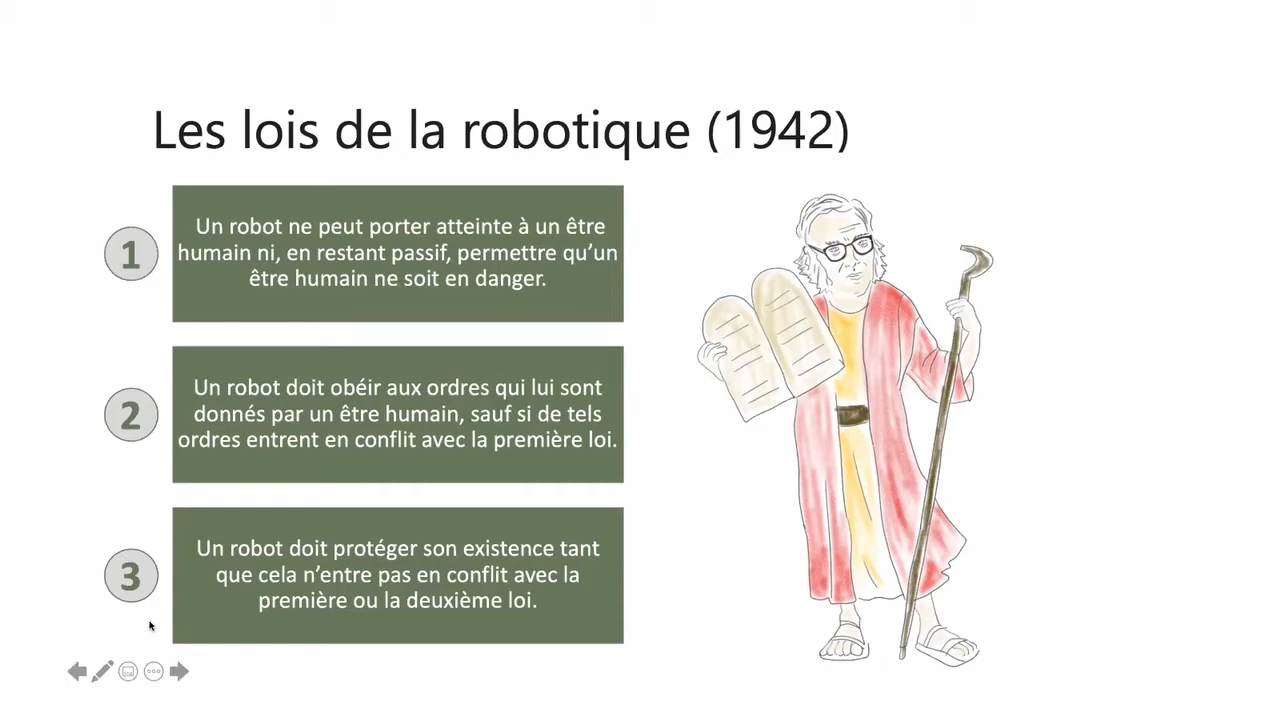 Les lois de la robotique (1942)
1
Un robot ne peut porter atteinte à un être
humain ni, en restant passif, permettre qu’un
être humain ne soit en danger.
2
Un robot doit obéir aux ordres qui lui sont
donnés par un être humain, sauf si de tels
ordres entrent en conflit avec la première loi.
3
Un robot doit protéger son existence tant
que cela n’entre pas en conflit avec la
première ou la deuxième loi.